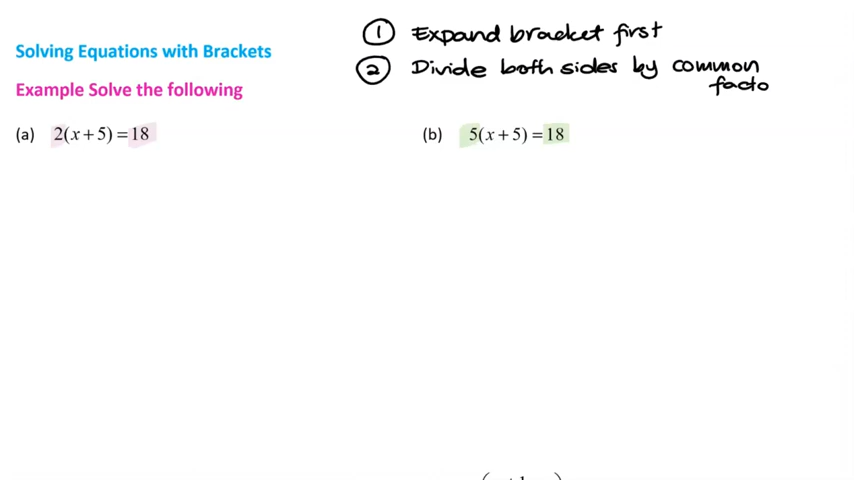 ① Expand bracket first
Solving Equations with Brackets
② Divide both sides by common
facto
Example Solve the following
(a) 2(x+5)=18
(b) 5(x+5)=18